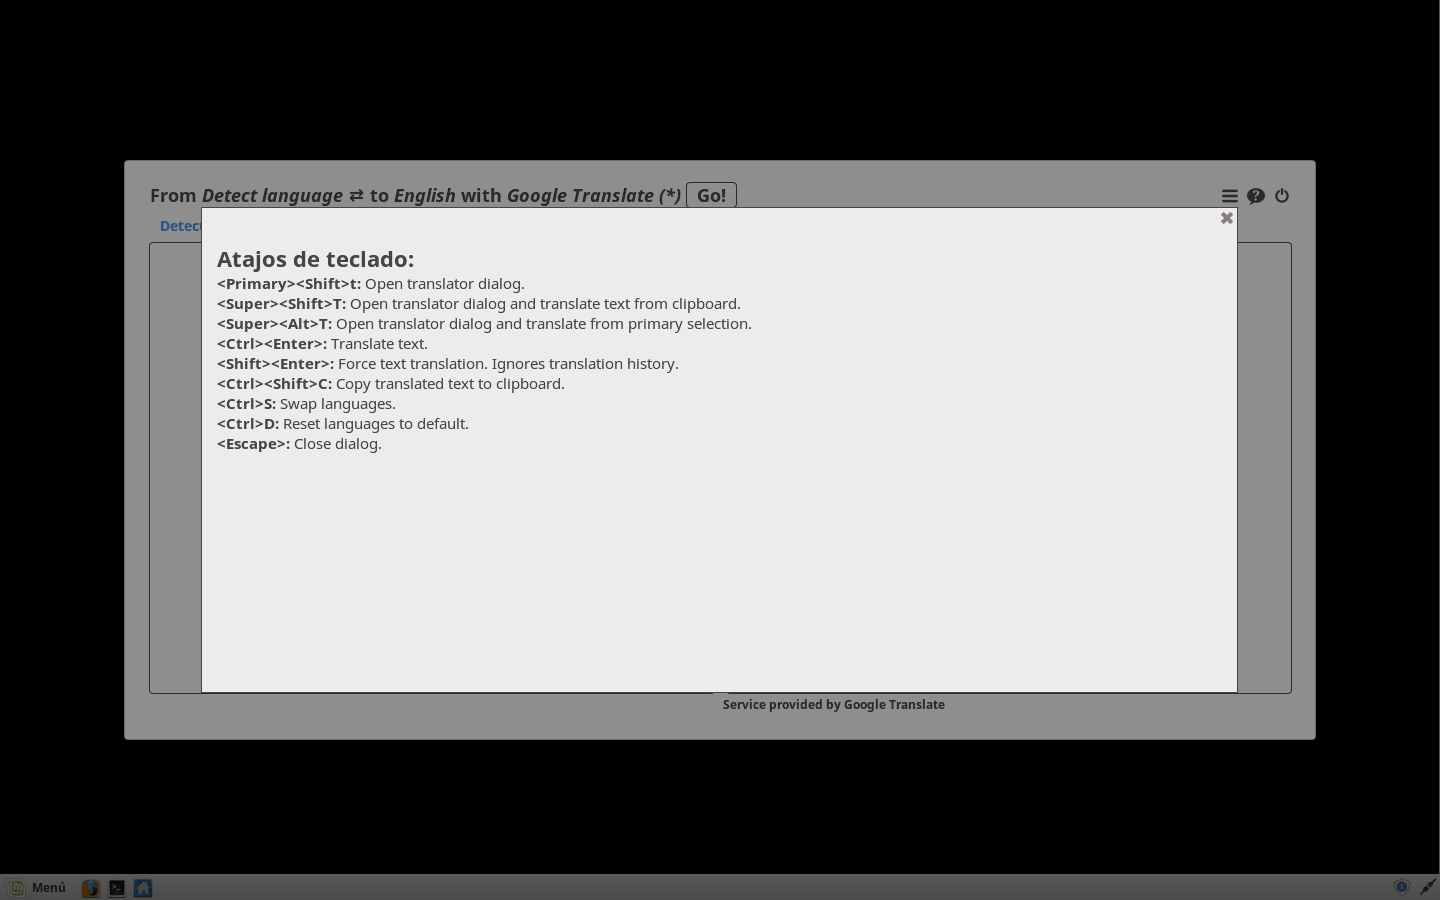 From Detect language ⇄ to English with Google Translate (*) Go!
Atajos de teclado:
<Primary><Shift>t: Open translator dialog.
<Super><Shift>T: Open translator dialog and translate text from clipboard.
<Super><Alt>T: Open translator dialog and translate from primary selection.
<Ctrl><Enter>: Translate text.
<Shift><Enter>: Force text translation. Ignores translation history.
<Ctrl><Shift>C: Copy translated text to clipboard.
<Ctrl>S: Swap languages.
<Ctrl>D: Reset languages to default.
<Escape>: Close dialog.
Service provided by Google Translate
Menú